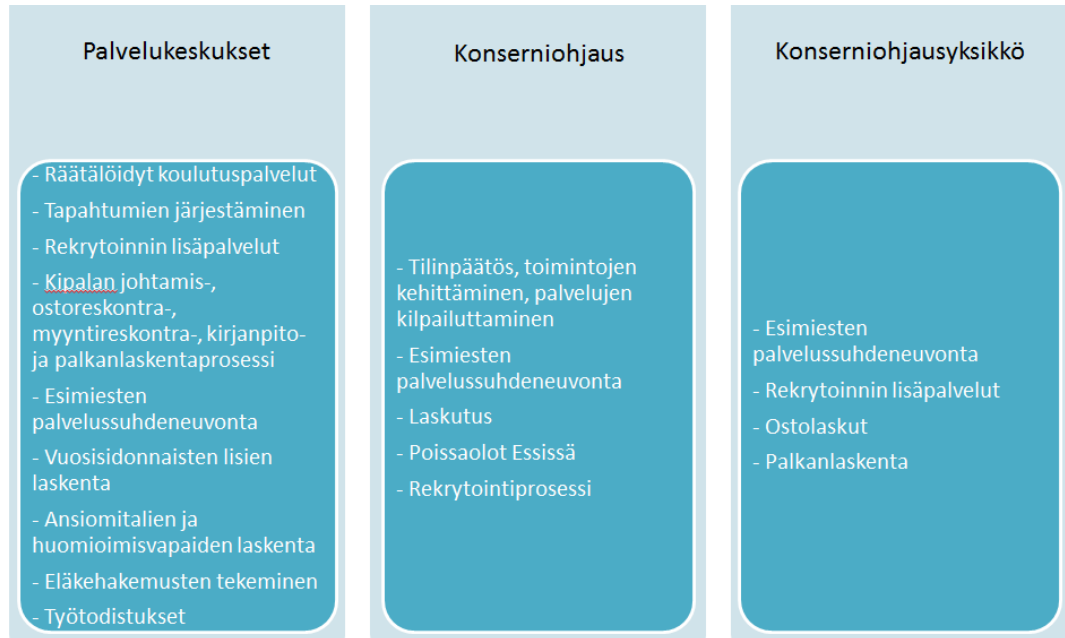 Palvelukeskukset
- Räätälöidyt koulutuspalvelut
- Tapahtumien järjestäminen
- Rekrytoinnin lisäpalvelut
- Kipalan johtamis-,
ostoreskontra-,
myyntireskontra-, kirjanpito-
ja palkanlaskentaprosessi
- Esimiesten
palvelussuhdeneuvonta
- Vuosisidonnaisten lisien
laskenta
- Ansiomitalien ja
huomioimisvapaiden laskenta
- Eläkehakemusten tekeminen
- Työtodistukset
Konserniohjaus
- Tilinpäätös, toimintojen
kehittäminen, palvelujen
kilpailuttaminen
- Esimiesten
palvelussuhdeneuvonta
- Laskutus
- Poissaolot Essissä
- Rekrytointiprosessi
Konserniohjausyksikkö
- Esimiesten
palvelussuhdeneuvonta
- Rekrytoinnin lisäpalvelut
- Ostolaskut
- Palkanlaskenta